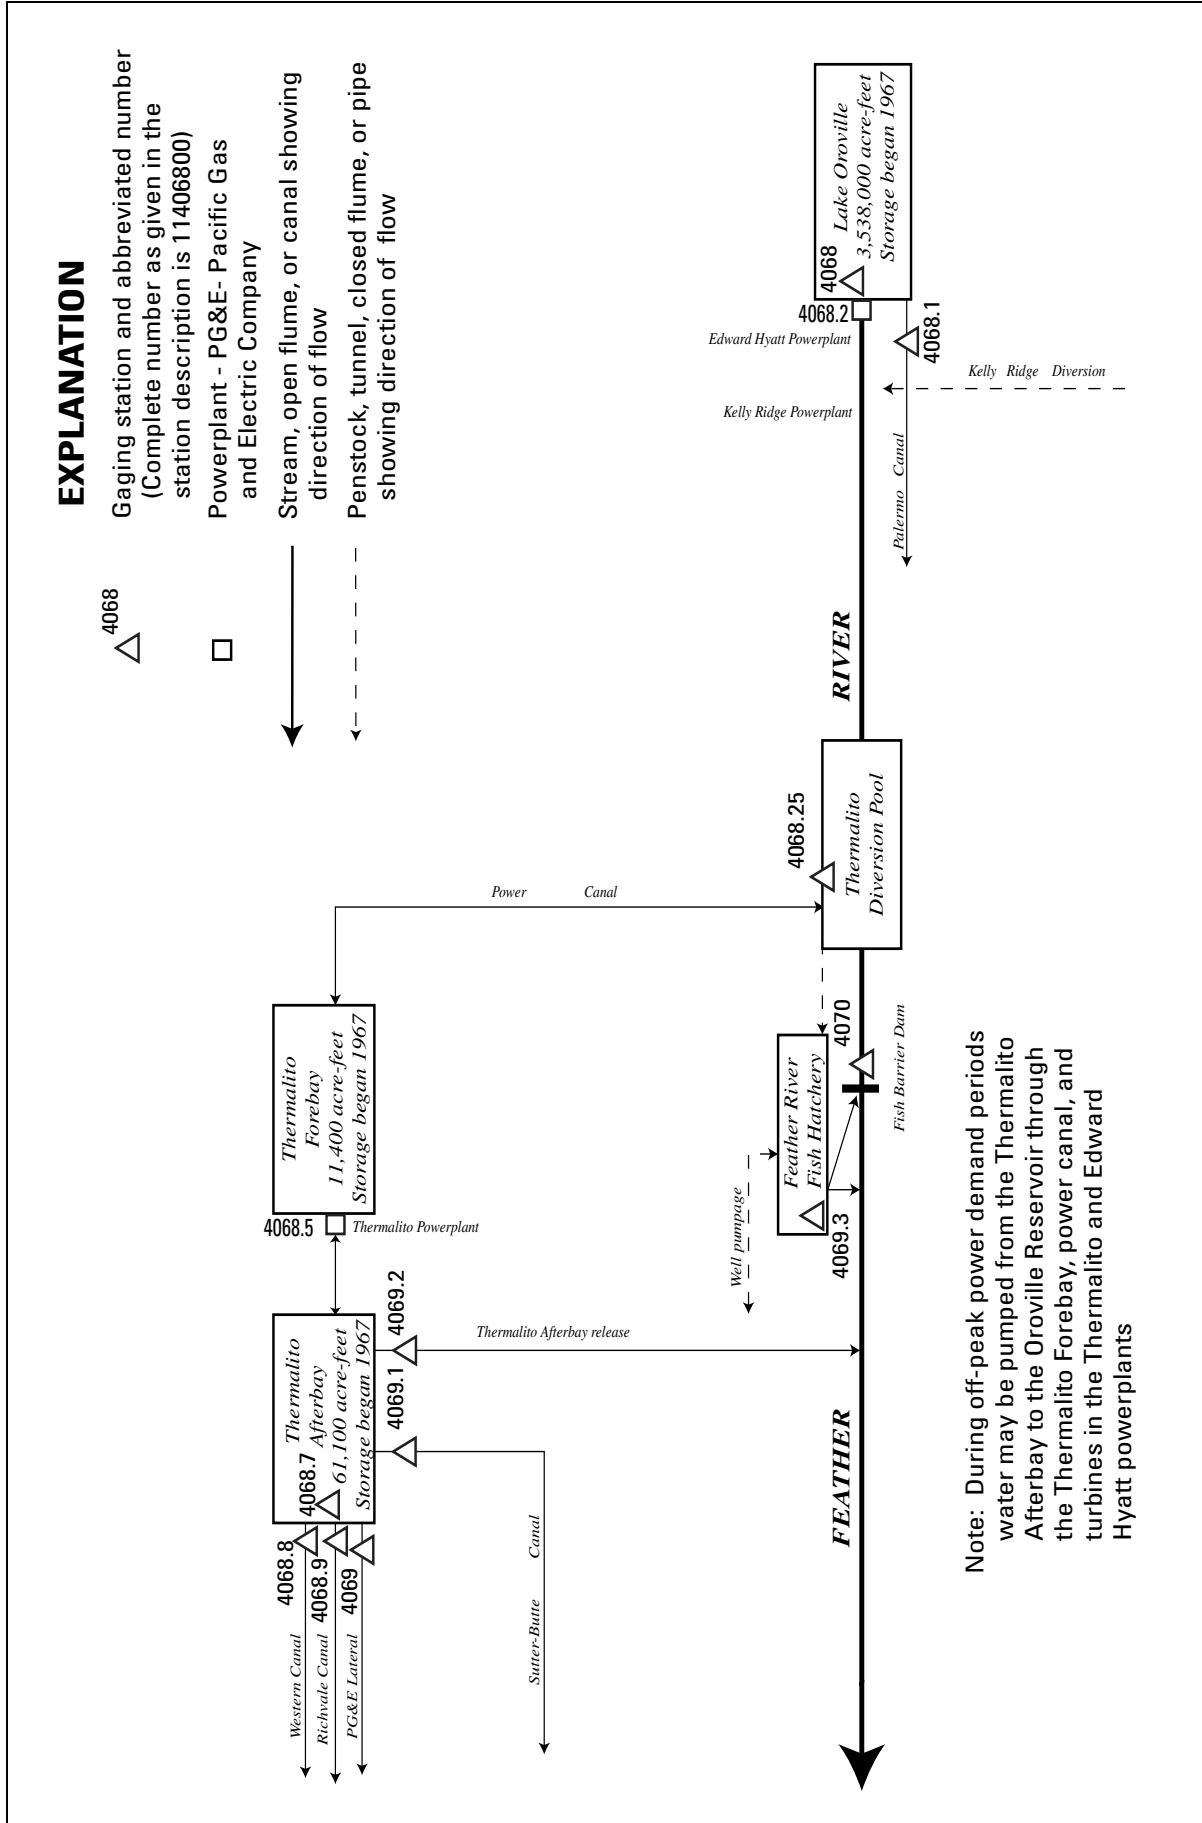 EXPLANATION
4068
Gaging station and abbreviated number
(Complete number as given in the
station description is 11406800)
Powerplant - PG&E- Pacific Gas
and Electric Company
Stream, open flume, or canal showing
direction of flow
Penstock, tunnel, closed flume, or pipe
showing direction of flow
Western Canal
Richvale Canal
PG&E Lateral
4068.8
4068.9
4069
4068.7
Thermalito
Afterbay
61,100 acre-feet
Storage began 1967
4069.1
4069.2
Sutter-Butte Canal
Thermalito Afterbay release
4068.5
Thermalito Powerplant
Thermalito
Forebay
11,400 acre-feet
Storage began 1967
Power Canal
Well pumpage
Feather River
Fish Hatchery
4069.3
4070
Fish Barrier Dam
4068.25
Thermalito
Diversion Pool
FEATHER
RIVER
Edward Hyatt Powerplant
Kelly Ridge Powerplant
4068.2
4068
Lake Oroville
3,538,000 acre-feet
Storage began 1967
4068.1
Palermo Canal
Kelly Ridge Diversion
Note: During off-peak power demand periods
water may be pumped from the Thermalito
Afterbay to the Oroville Reservoir through
the Thermalito Forebay, power canal, and
turbines in the Thermalito and Edward
Hyatt powerplants